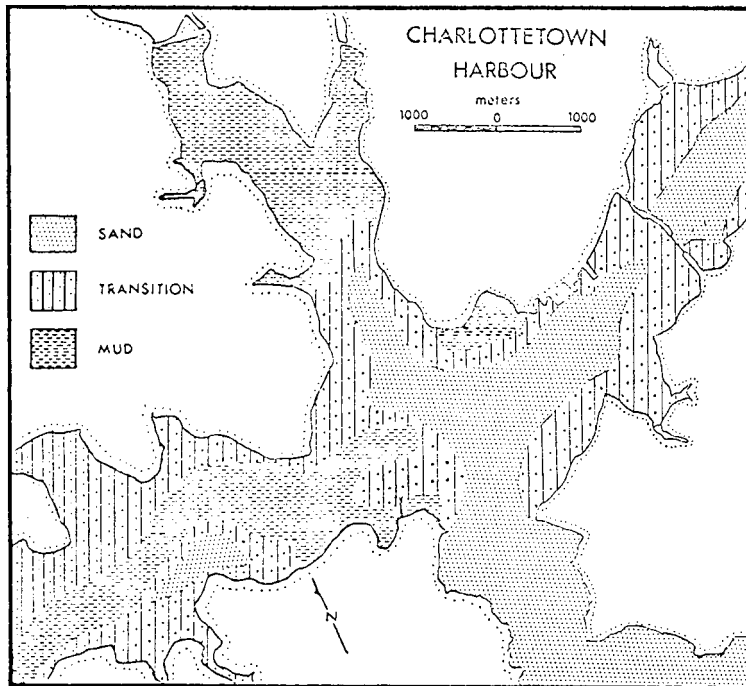 CHARLOTTETOWN
HARBOUR
meters
1000 0 1000
SAND
TRANSITION
MUD
N